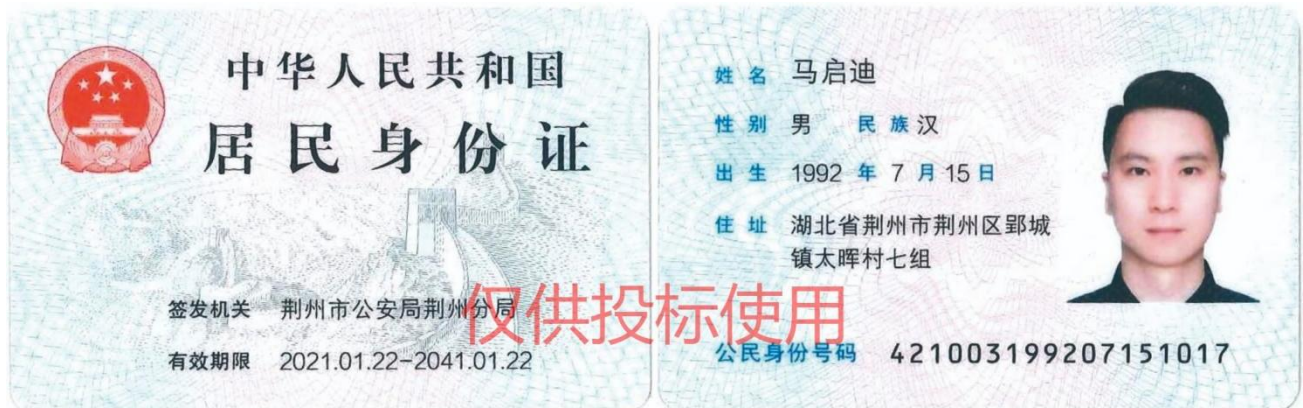 中华人民共和国
居民身份证
签发机关 荆州市公安局荆州分局
有效期限 2021.01.22-2041.01.22
姓名 马启迪
性别 男 民族 汉
出生 1992 年 7 月 15 日
住址 湖北省荆州市荆州区郢城
镇太晖村七组
公民身份号码 421003199207151017
仅供投标使用